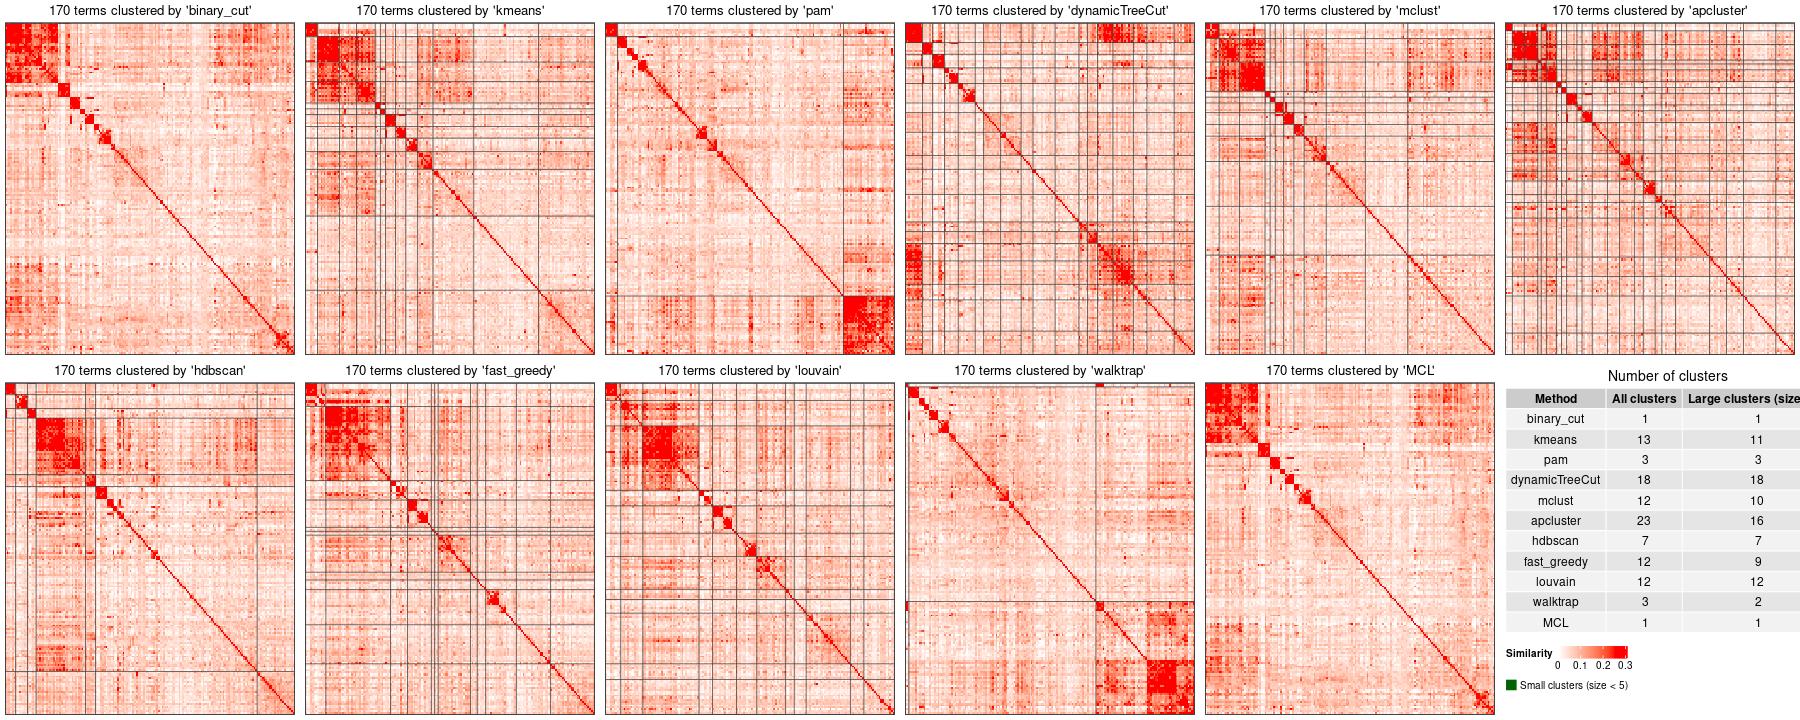 170 terms clustered by 'binary_cut'
170 terms clustered by 'kmeans'
170 terms clustered by 'pam'
170 terms clustered by 'dynamicTreeCut'
170 terms clustered by 'mclust'
170 terms clustered by 'apcluster'
170 terms clustered by 'hdbscan'
170 terms clustered by 'fast_greedy'
170 terms clustered by 'louvain'
170 terms clustered by 'walktrap'
170 terms clustered by 'MCL'
Number of clusters
Method All clusters Large clusters (size
binary_cut 1 1
kmeans 13 11
pam 3 3
dynamicTreeCut 18 18
mclust 12 10
apcluster 23 16
hdbscan 7 7
fast_greedy 12 9
louvain 12 12
walktrap 3 2
MCL 1 1
Similarity
0 0.1 0.2 0.3
Small clusters (size < 5)